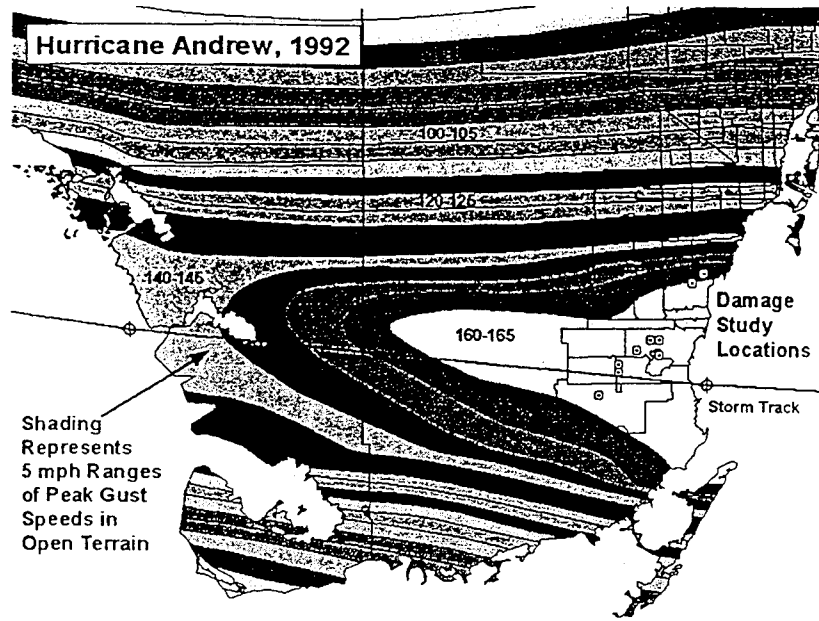 Hurricane Andrew, 1992
100-105
120-125
140-145
160-165
Damage
Study
Locations
Storm Track
Shading
Represents
5 mph Ranges
of Peak Gust
Speeds in
Open Terrain